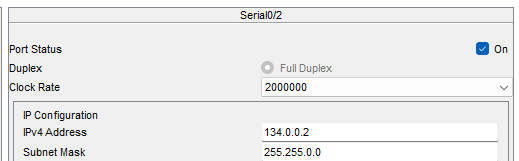 Serial0/2
Port Status On
Duplex Full Duplex
Clock Rate 2000000
IP Configuration
IPv4 Address 134.0.0.2
Subnet Mask 255.255.0.0